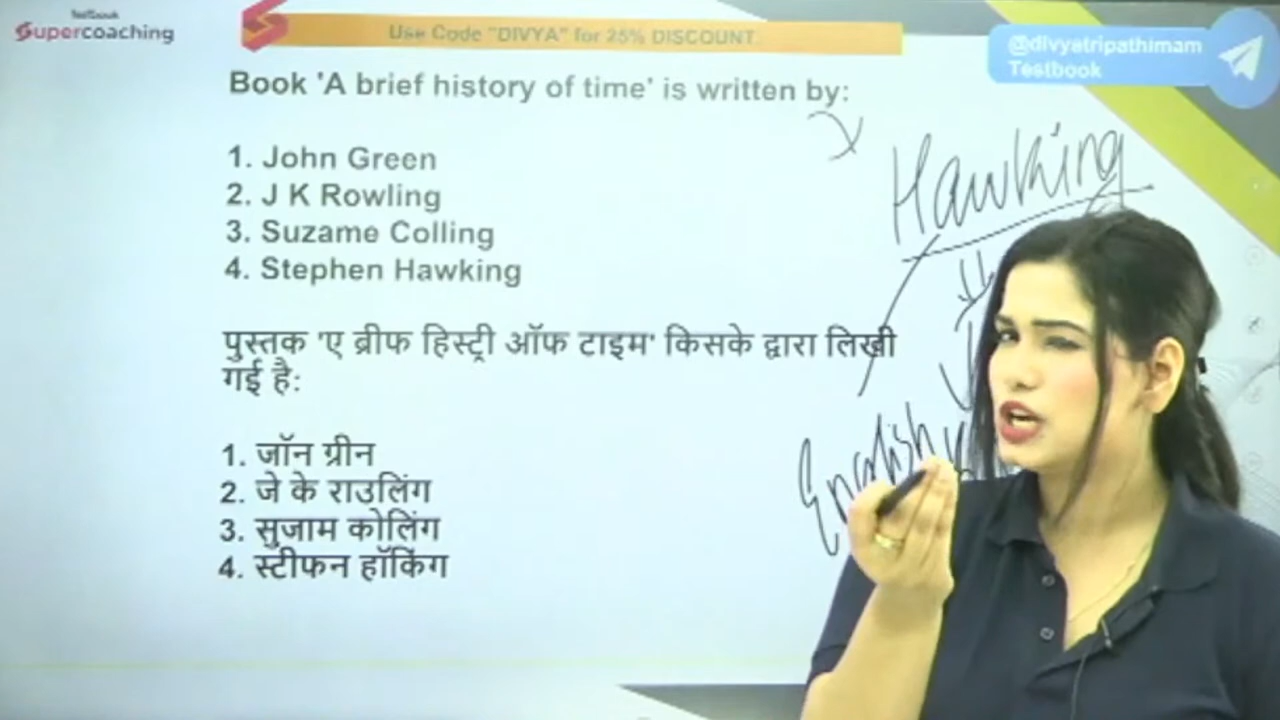 testbook
Supercoaching
Use Code "DIVYA" for 25% DISCOUNT
@divyatripathimam
Testbook
Book 'A brief history of time' is written by:
1. John Green
2. J K Rowling
3. Suzame Colling
4. Stephen Hawking
Hawking
पुस्तक 'ए ब्रीफ हिस्ट्री ऑफ टाइम' किसके द्वारा लिखी
गई है:
English
1. जॉन ग्रीन
2. जे के राउलिंग
3. सुजाम कोलिंग
4. स्टीफन हॉकिंग